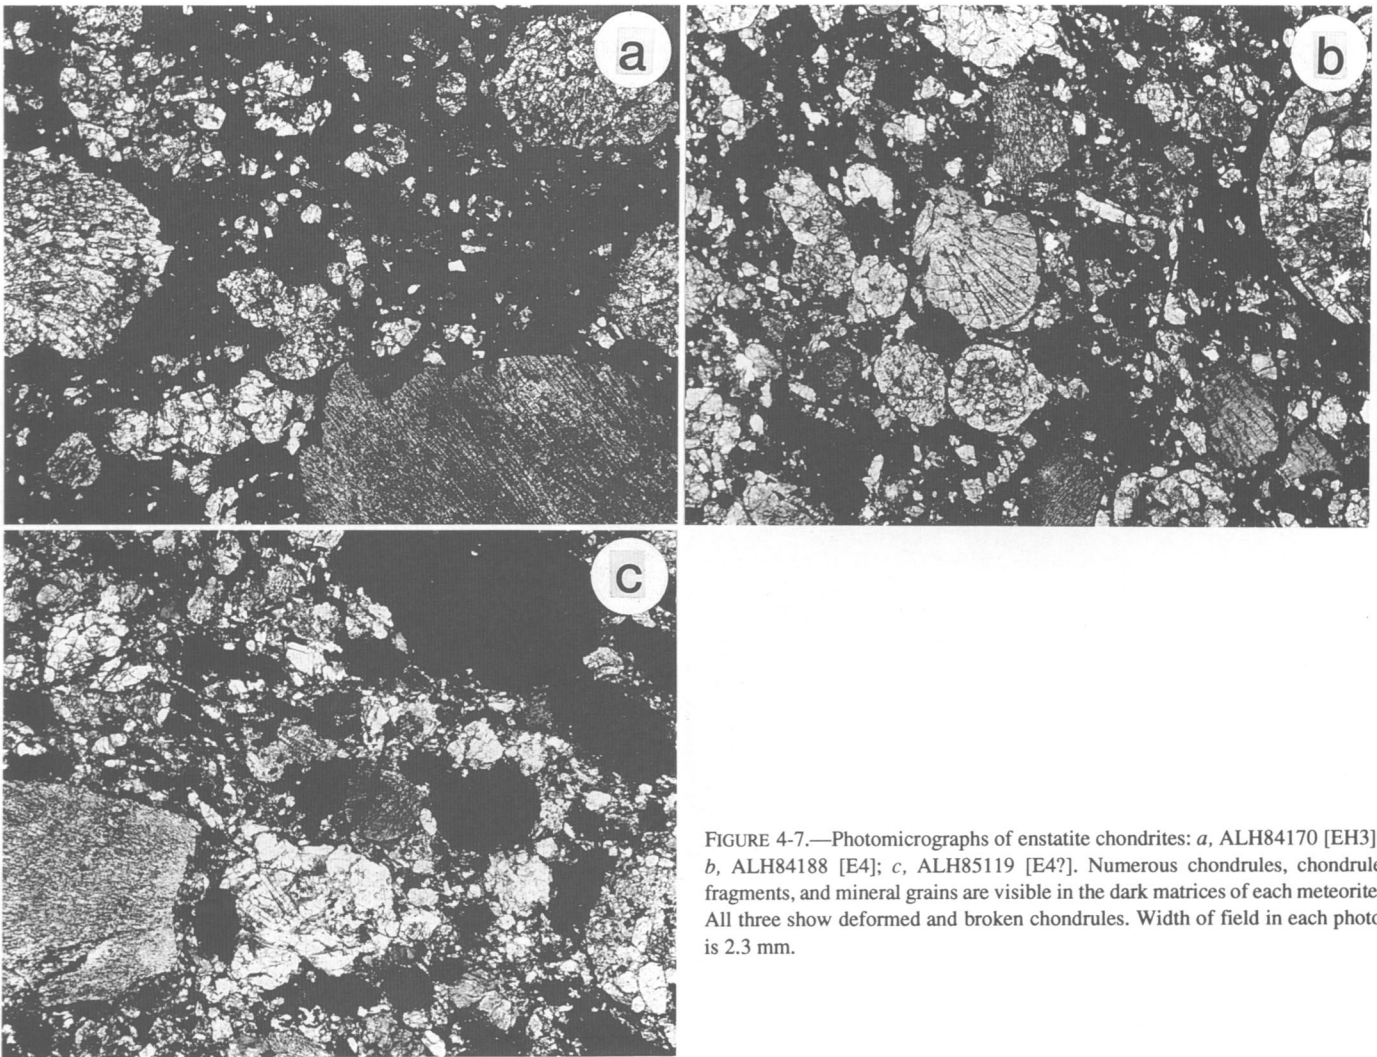 a
b
c
FIGURE 4-7.—Photomicrographs of enstatite chondrites: a, ALH84170 [EH3]
b, ALH84188 [E4]; c, ALH85119 [E4?]. Numerous chondrules, chondrule
fragments, and mineral grains are visible in the dark matrices of each meteorite
All three show deformed and broken chondrules. Width of field in each photo
is 2.3 mm.